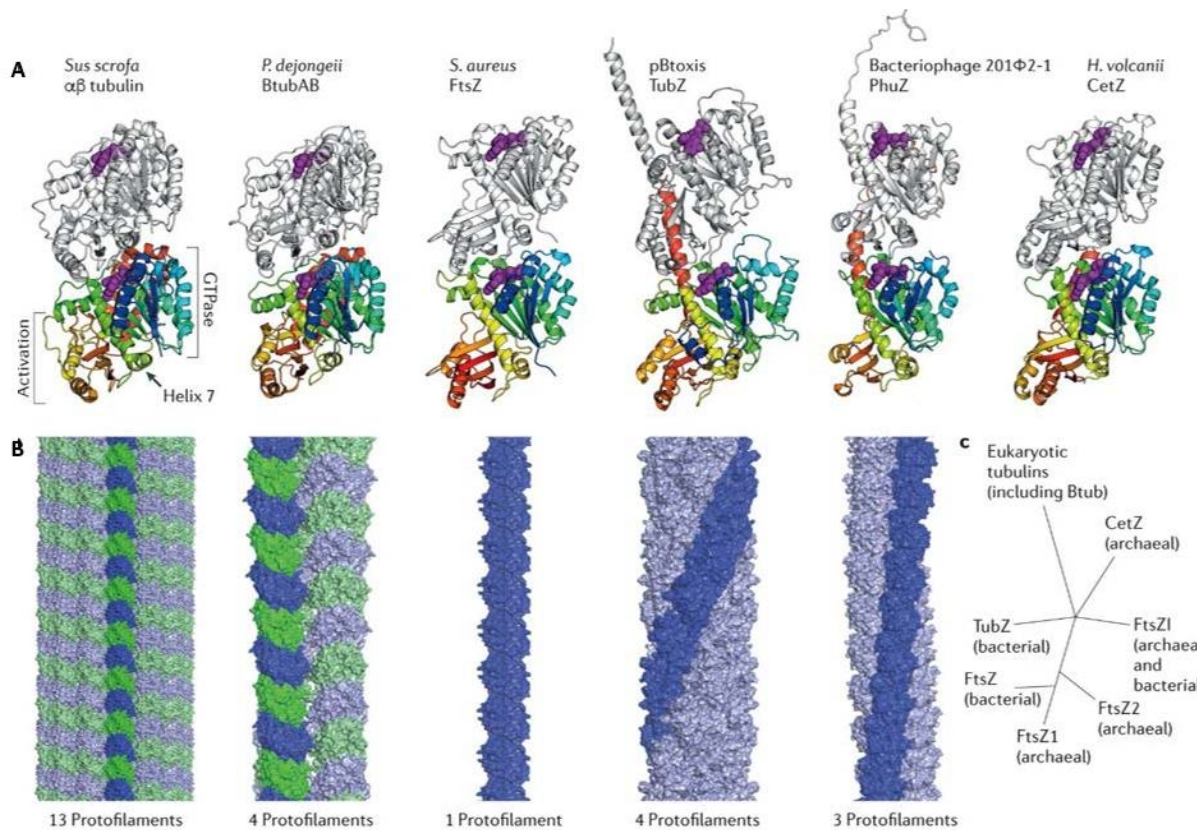 A
Sus scrofa
αβ tubulin
P. dejongeii
BtubAB
S. aureus
FtsZ
pBtoxis
TubZ
Bacteriophage 201Φ2-1
PhuZ
H. volcanii
CetZ
GTPase
Activation
Helix 7
B
13 Protofilaments
4 Protofilaments
1 Protofilament
4 Protofilaments
3 Protofilaments
c
Eukaryotic
tubulins
(including Btub)
CetZ
(archaeal)
TubZ
(bacterial)
FtsZl
(archaea
and
bacterial
FtsZ
(bacterial)
FtsZ2
(archaeal)
FtsZ1
(archaeal)